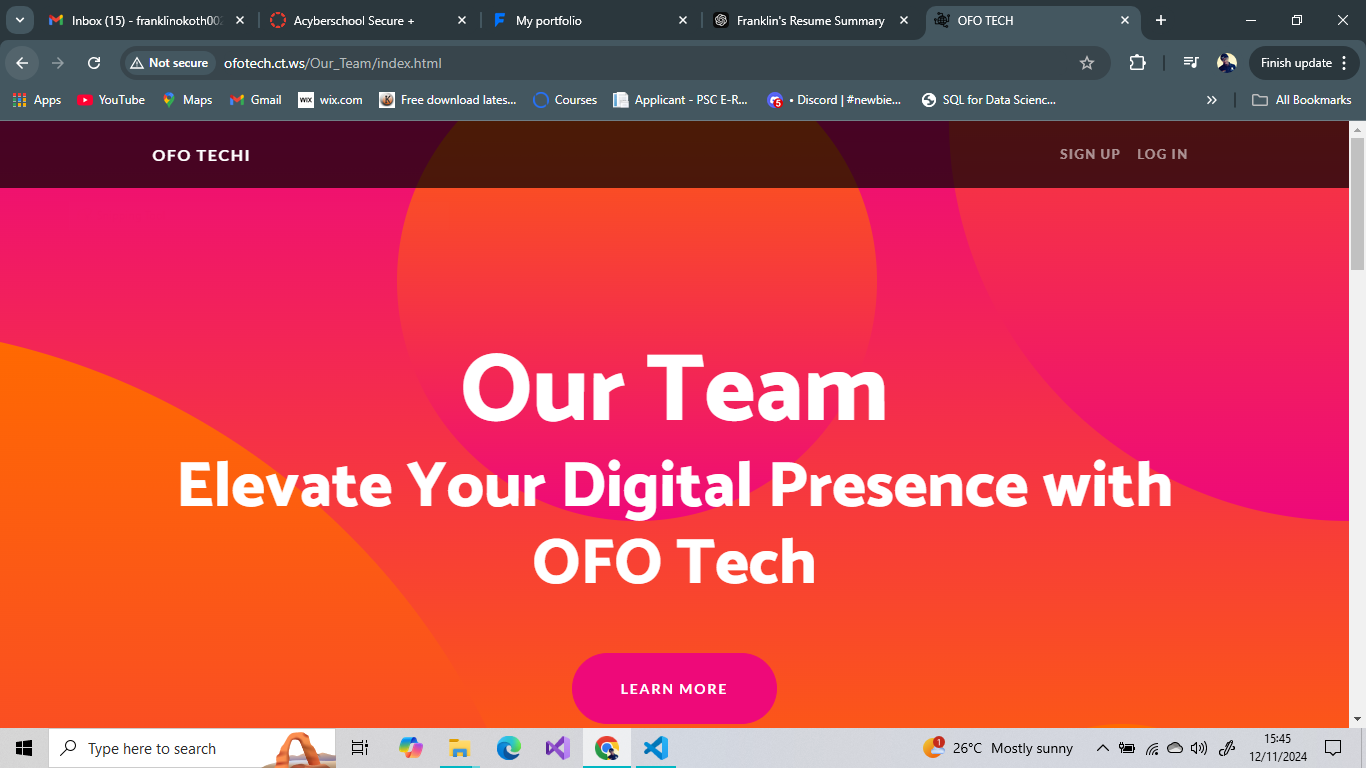 Inbox (15) - franklinokoth00
Acyberschool Secure +
My portfolio
Franklin's Resume Summary
OFO TECH
Not secure
ofotech.ct.ws/Our_Team/index.html
Finish update
Apps
YouTube
Maps
Gmail
WIX
wix.com
Free download lates...
Courses
Applicant - PSC E-R...
5
• Discord | #newbie...
SQL for Data Scienc...
»
All Bookmarks
OFO TECHI
SIGN UP
LOG IN
Our Team
Elevate Your Digital Presence with
OFO Tech
LEARN MORE
Type here to search
1
26°C Mostly sunny
15:45
12/11/2024